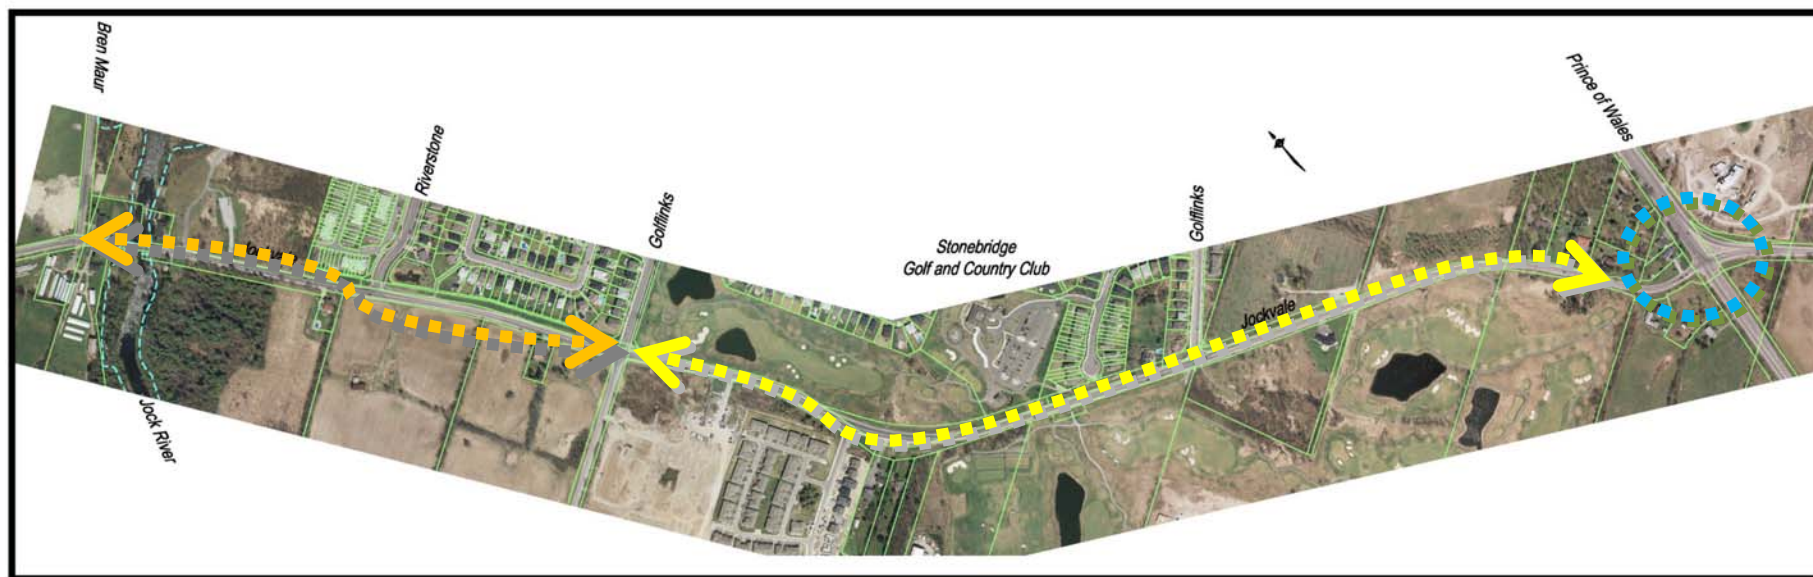 Bren Maur
Riverstone
Golflinks
Stonebridge
Golf and Country Club
Golflinks
Prince of Wales
Jockvale
Jock River